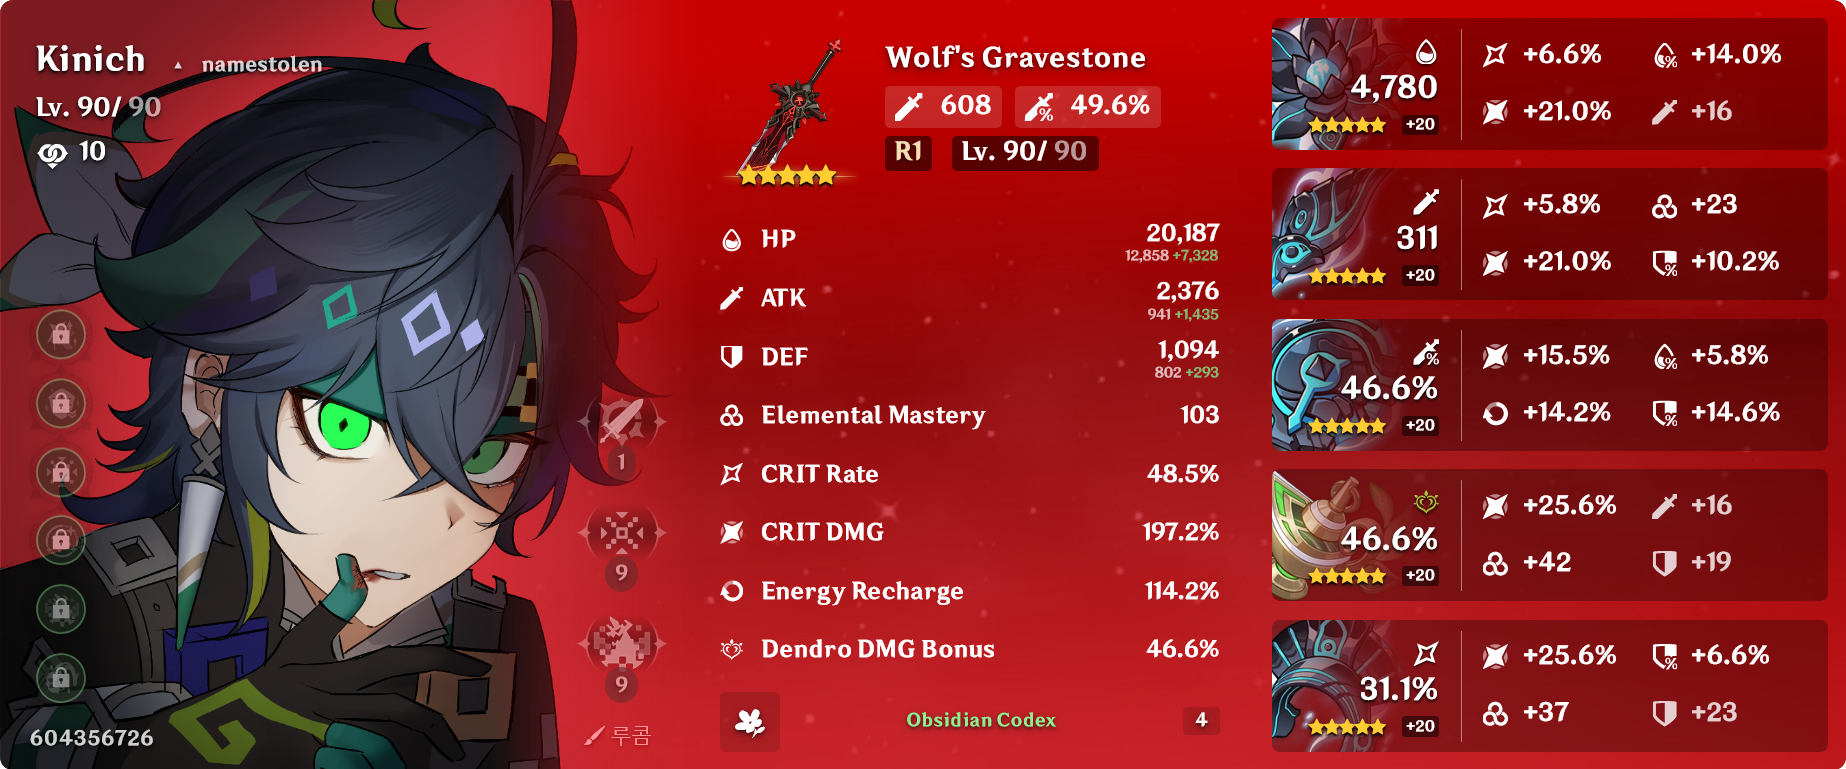 Kinich ▲ namestolen
Lv. 90/ 90
10
1
9
9
루콤
604356726
Wolf's Gravestone
608 49.6%
R1 Lv. 90/ 90
HP 20,187
12,858 +7,328
ATK 2,376
941 +1,435
DEF 1,094
802 +293
Elemental Mastery 103
CRIT Rate 48.5%
CRIT DMG 197.2%
Energy Recharge 114.2%
Dendro DMG Bonus 46.6%
Obsidian Codex 4
4,780
+20
+6.6% +14.0%
+21.0% +16
311
+20
+5.8% +23
+21.0% +10.2%
46.6%
+20
+15.5% +5.8%
+14.2% +14.6%
46.6%
+20
+25.6% +16
+42 +19
31.1%
+20
+25.6% +6.6%
+37 +23